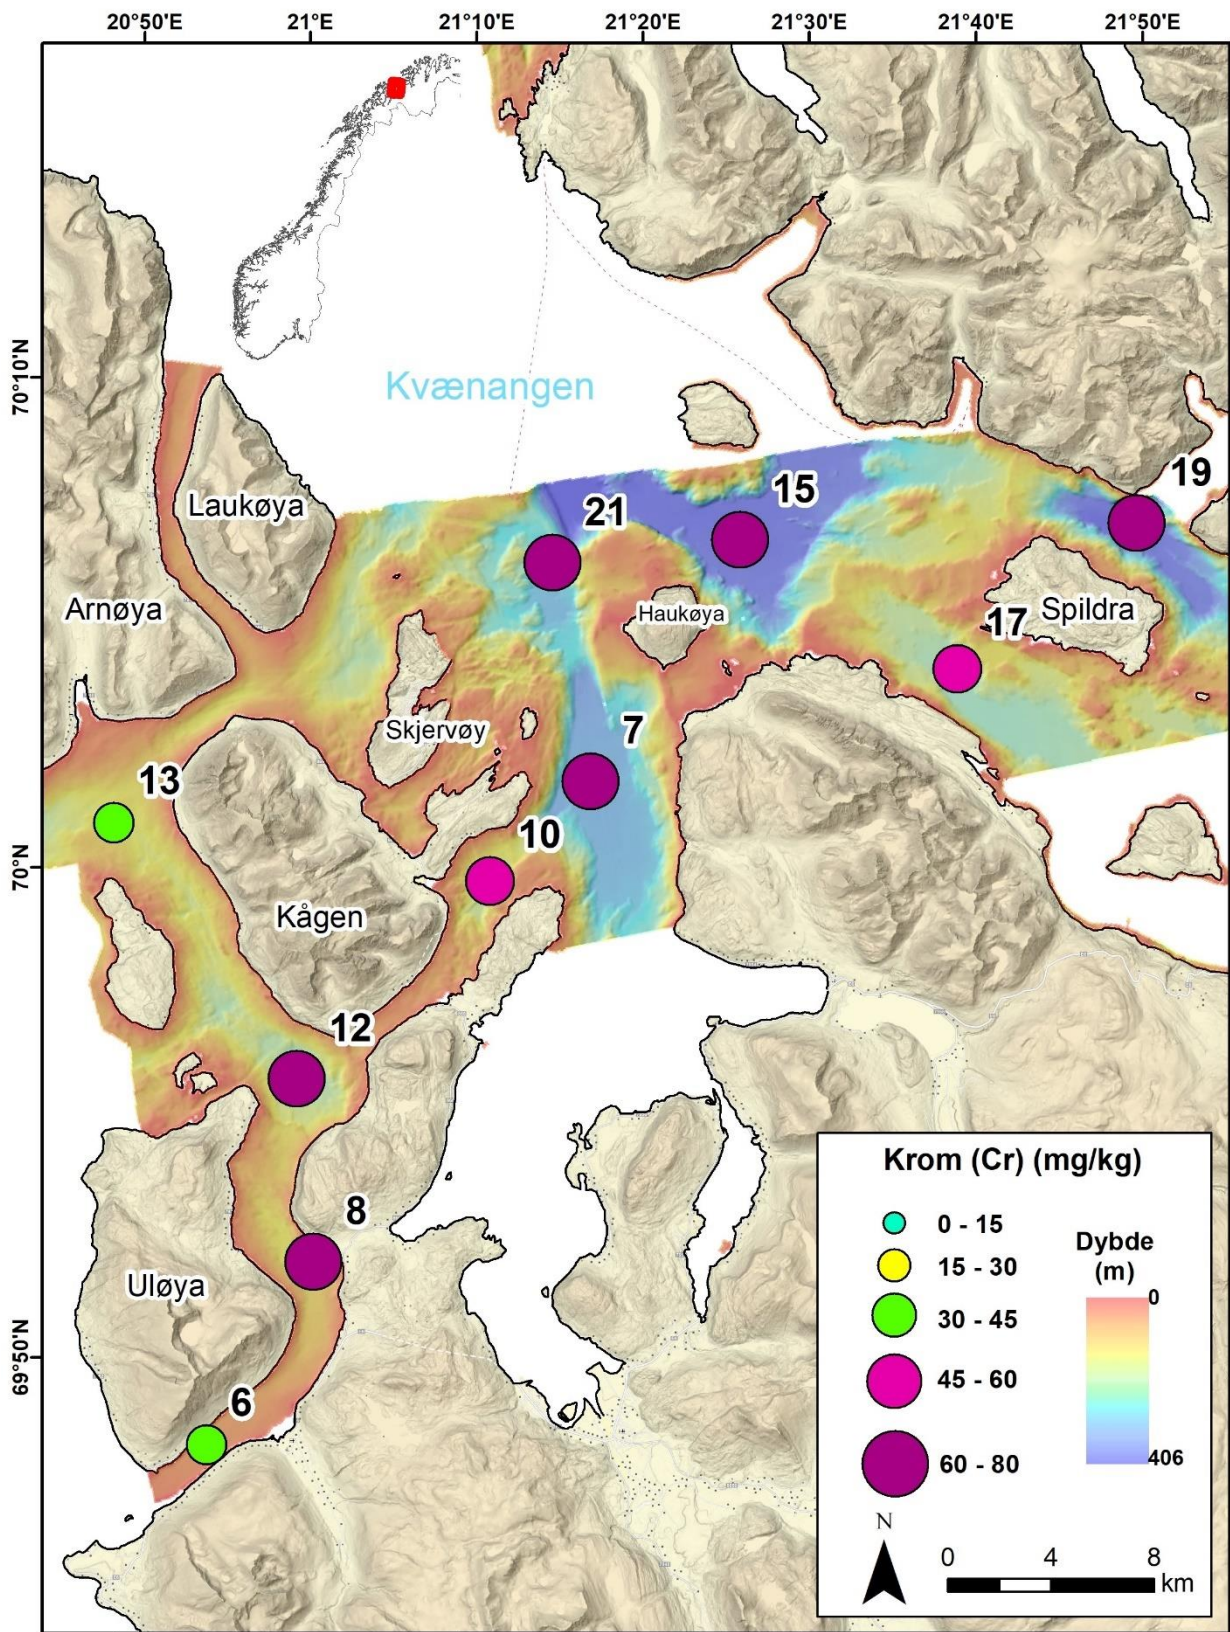 20°50'E 21°E 21°10'E 21°20'E 21°30'E 21°40'E 21°50'E
70°10'N
Kvænangen
19
15
Laukøya
21
Arnøya
Haukøya
Spildra
17
Skjervøy
7
13
10
70°N
Kågen
12
8
Uløya
69°50'N
6
Krom (Cr) (mg/kg)
0 - 15
15 - 30
30 - 45
45 - 60
60 - 80
Dybde
(m)
0
406
N
0 4 8
km